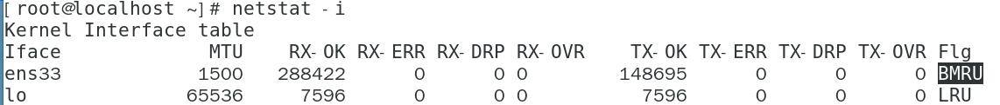 [root@localhost ~]# netstat -i
Kernel Interface table
Iface MTU RX-OK RX-ERR RX-DRP RX-OVR TX-OK TX-ERR TX-DRP TX-OVR Flg
ens33 1500 288422 0 0 0 148695 0 0 0 BMRU
lo 65536 7596 0 0 0 7596 0 0 0 LRU